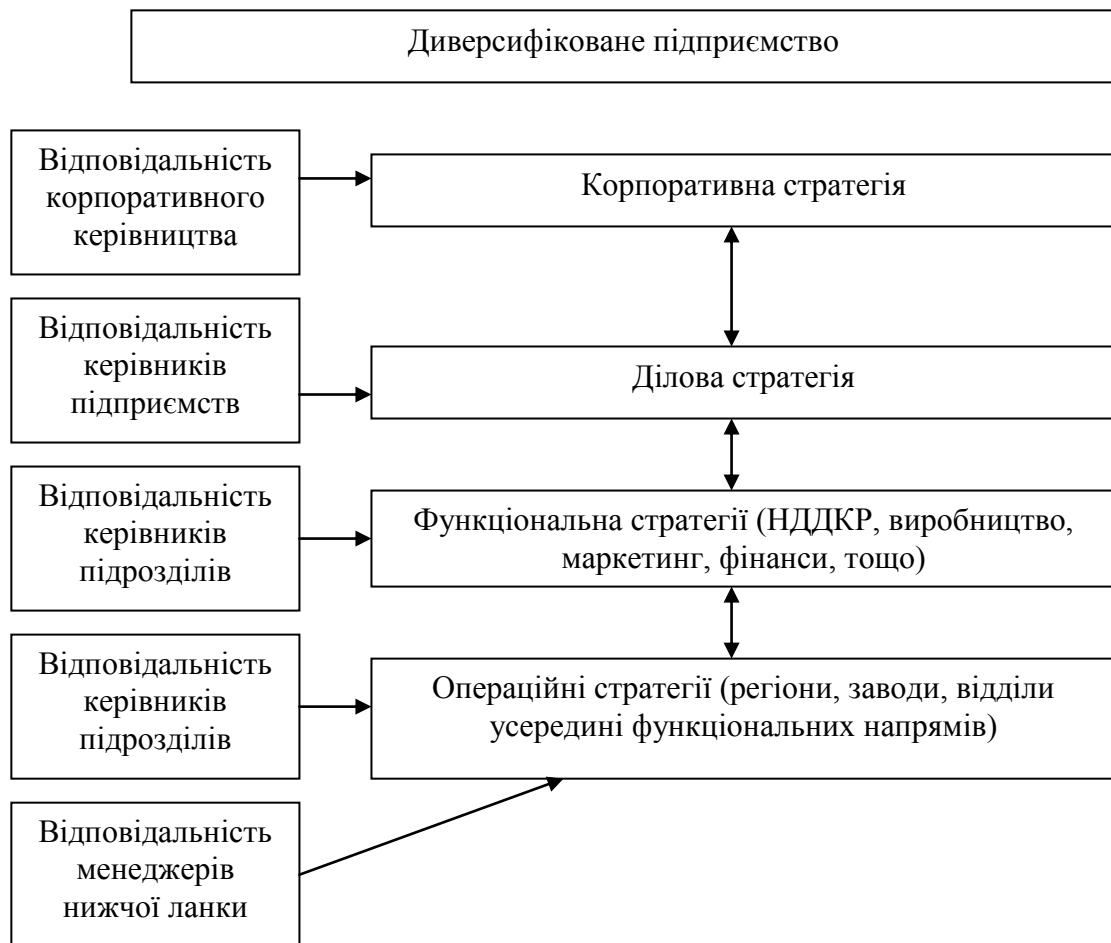 Диверсифіковане підприємство
Відповідальність
корпоративного
керівництва
Корпоративна стратегія
Відповідальність
керівників
підприємств
Ділова стратегія
Відповідальність
керівників
підрозділів
Функціональна стратегії (НДДКР, виробництво,
маркетинг, фінанси, тощо)
Відповідальність
керівників
підрозділів
Операційні стратегії (регіони, заводи, відділи
усередині функціональних напрямів)
Відповідальність
менеджерів
нижчої ланки